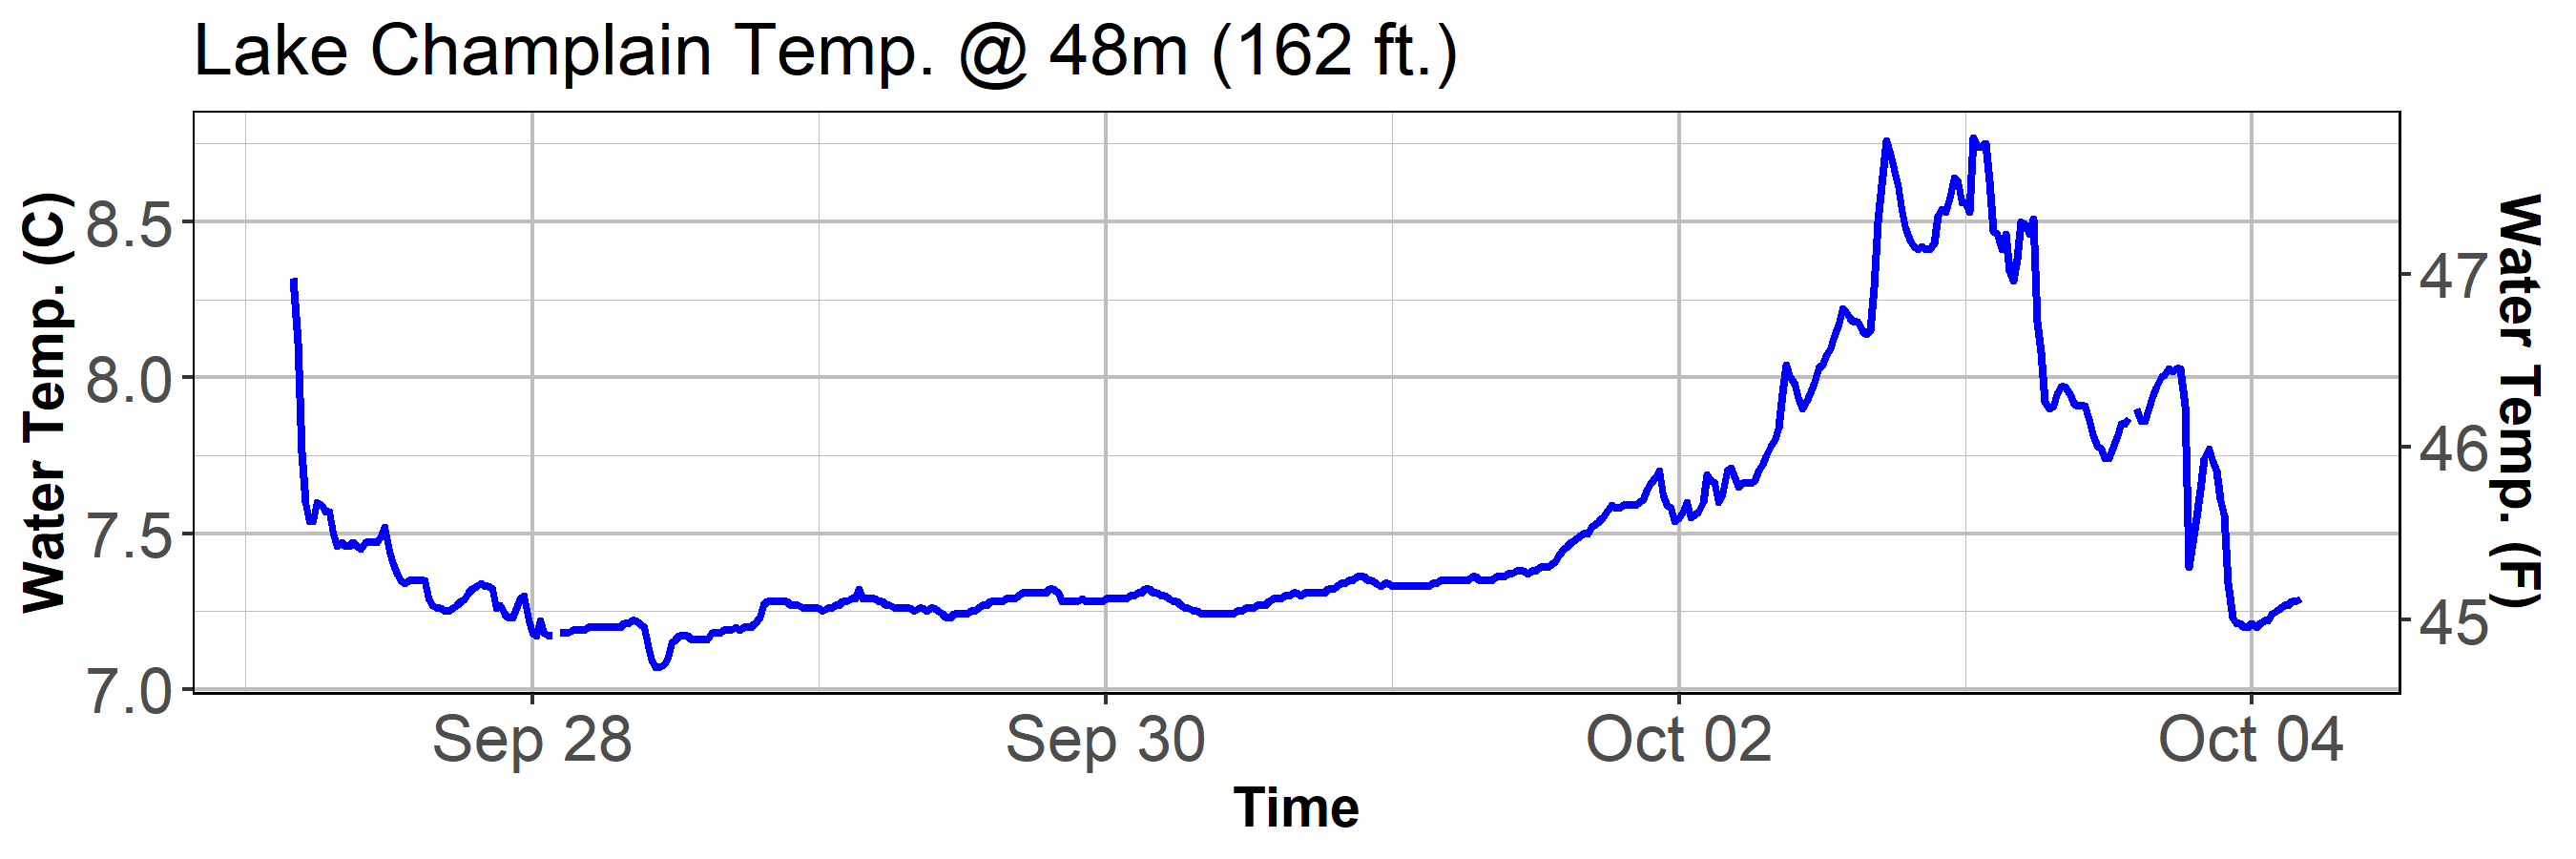 Lake Champlain Temp. @ 48m (162 ft.)
Water Temp. (C)
8.5
8.0
7.5
7.0
47
46
45
Water Temp. (F)
Sep 28
Sep 30
Oct 02
Oct 04
Time